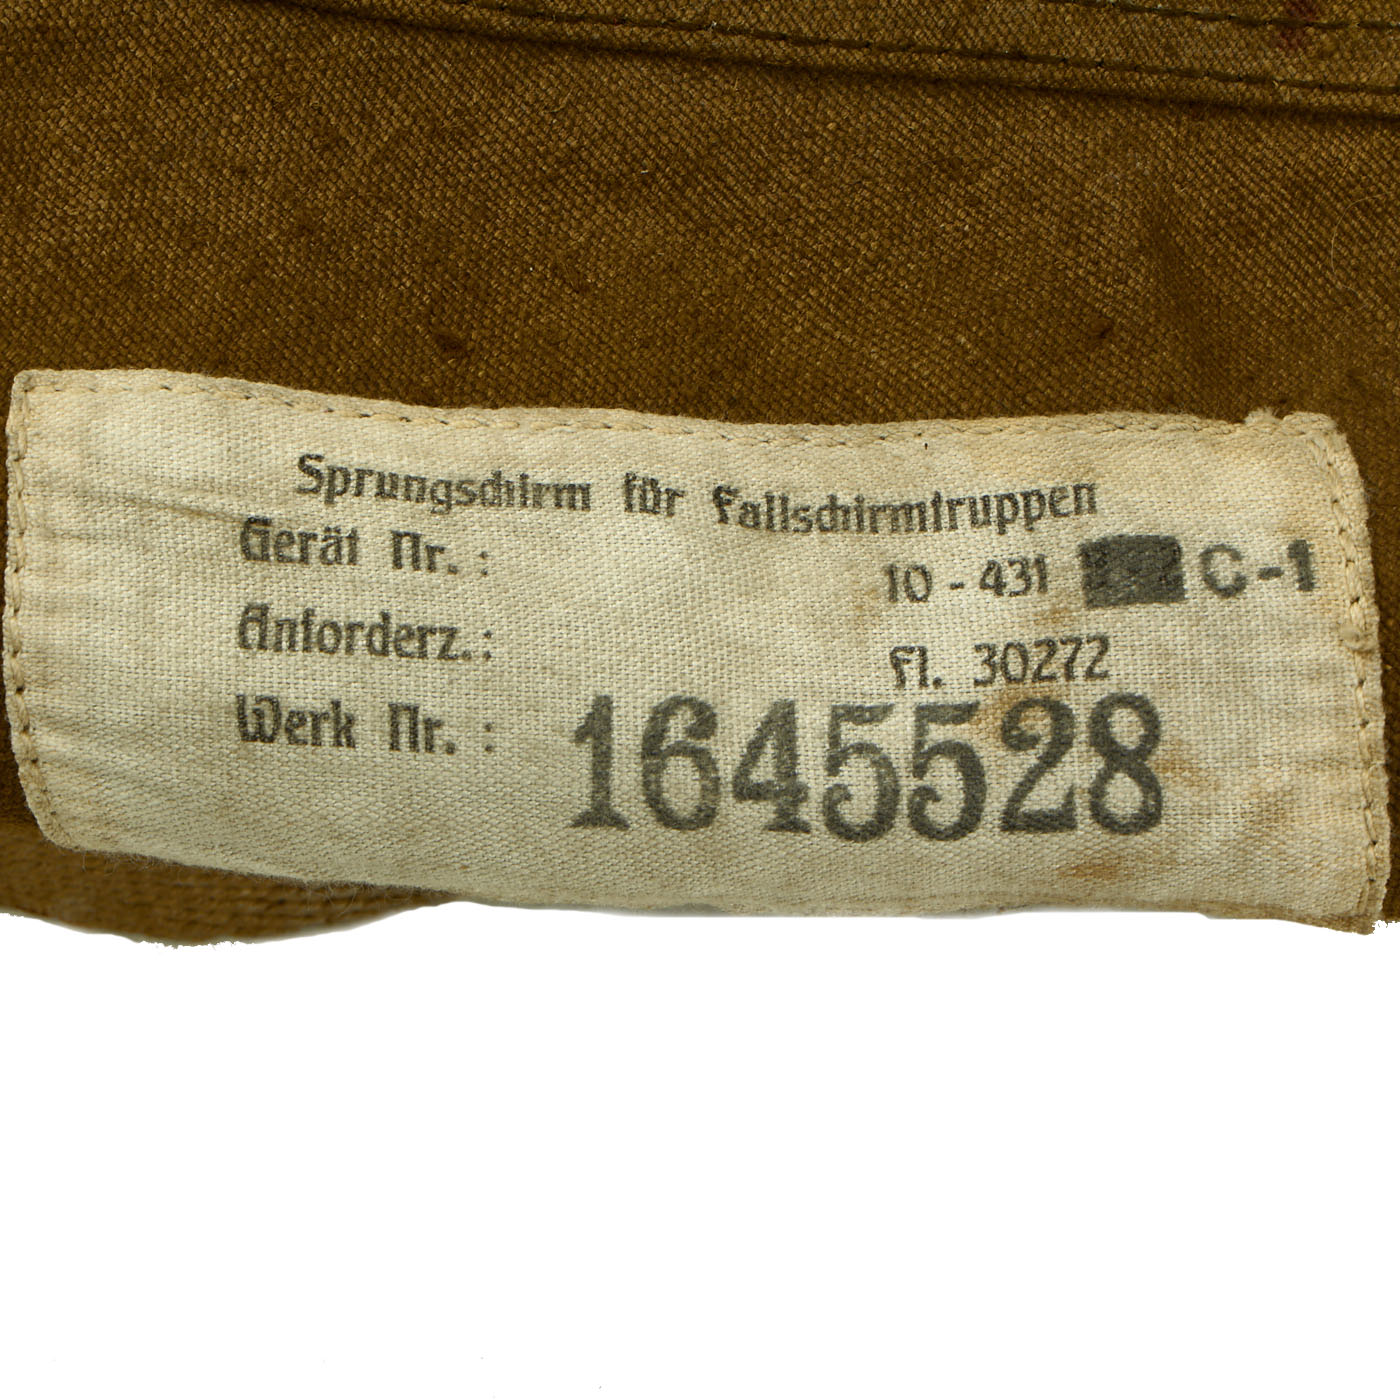 Sprungschirm für Fallschirmtruppen
Gerät Nr. : 10 - 431 C-1
Anforderz. : Fl. 30272
Werk Nr. : 1645528